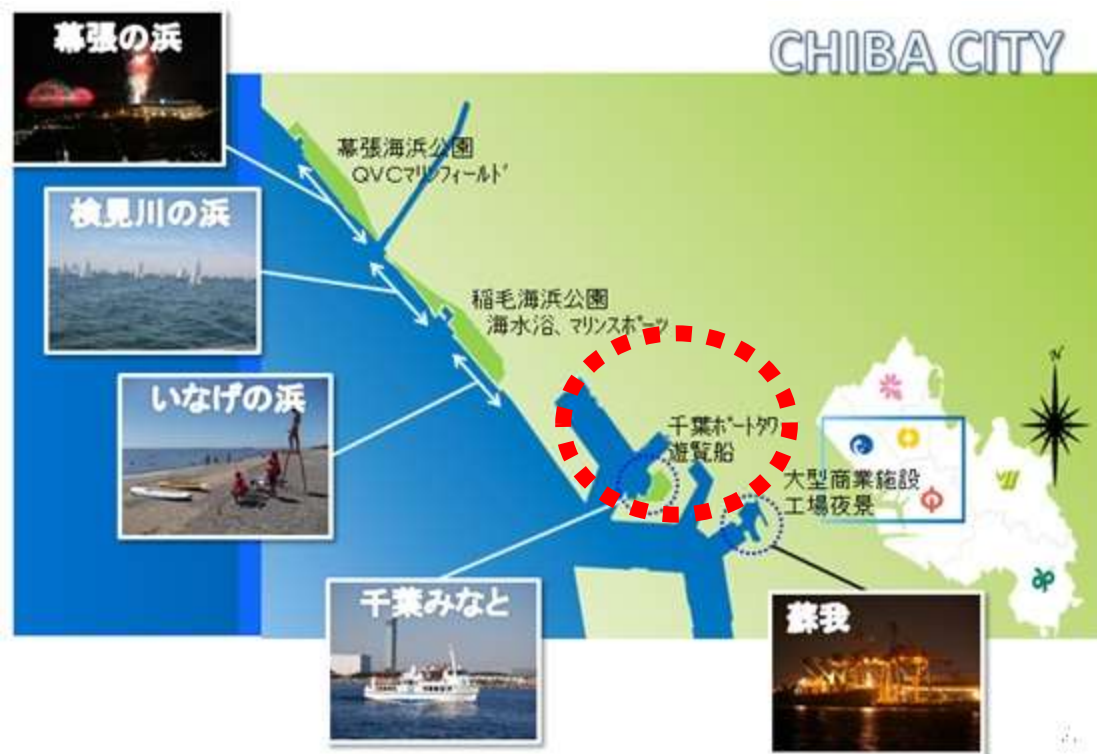 CHIBA CITY
幕張の浜
幕張海浜公園
QVCマリンフィールド
検見川の浜
稲毛海浜公園
海水浴、マリンスポーツ
いなげの浜
千葉ポートタワ
遊覧船
大型商業施設
工場夜景
N
千葉みなと
蘇我